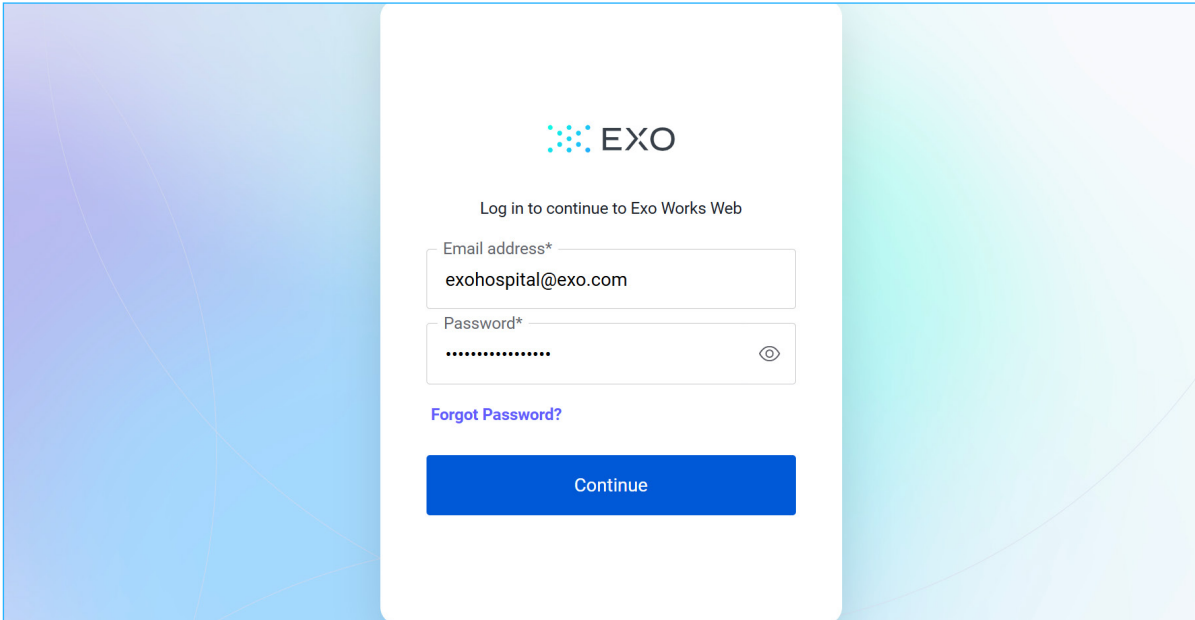 EXO
Log in to continue to Exo Works Web
Email address*
exohospital@exo.com
Password*
•••••••••••••••••
Forgot Password?
Continue